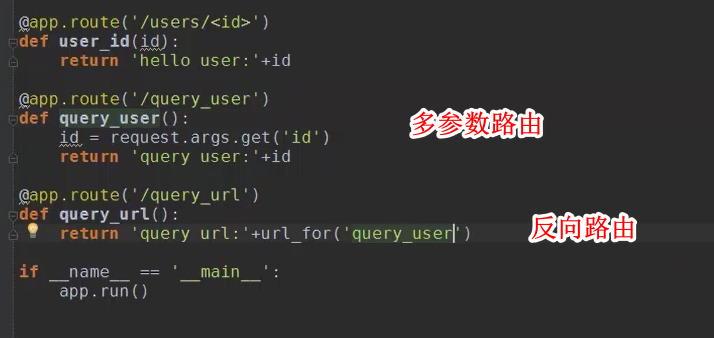 @app.route('/users/<id>')
def user_id(id):
    return 'hello user:'+id
@app.route('/query_user')
def query_user():
    id = request.args.get('id')
    return 'query user:'+id
多参数路由
@app.route('/query_url')
def query_url():
    return 'query url:'+url_for('query_user')
反向路由
if __name__ == '__main__':
    app.run()